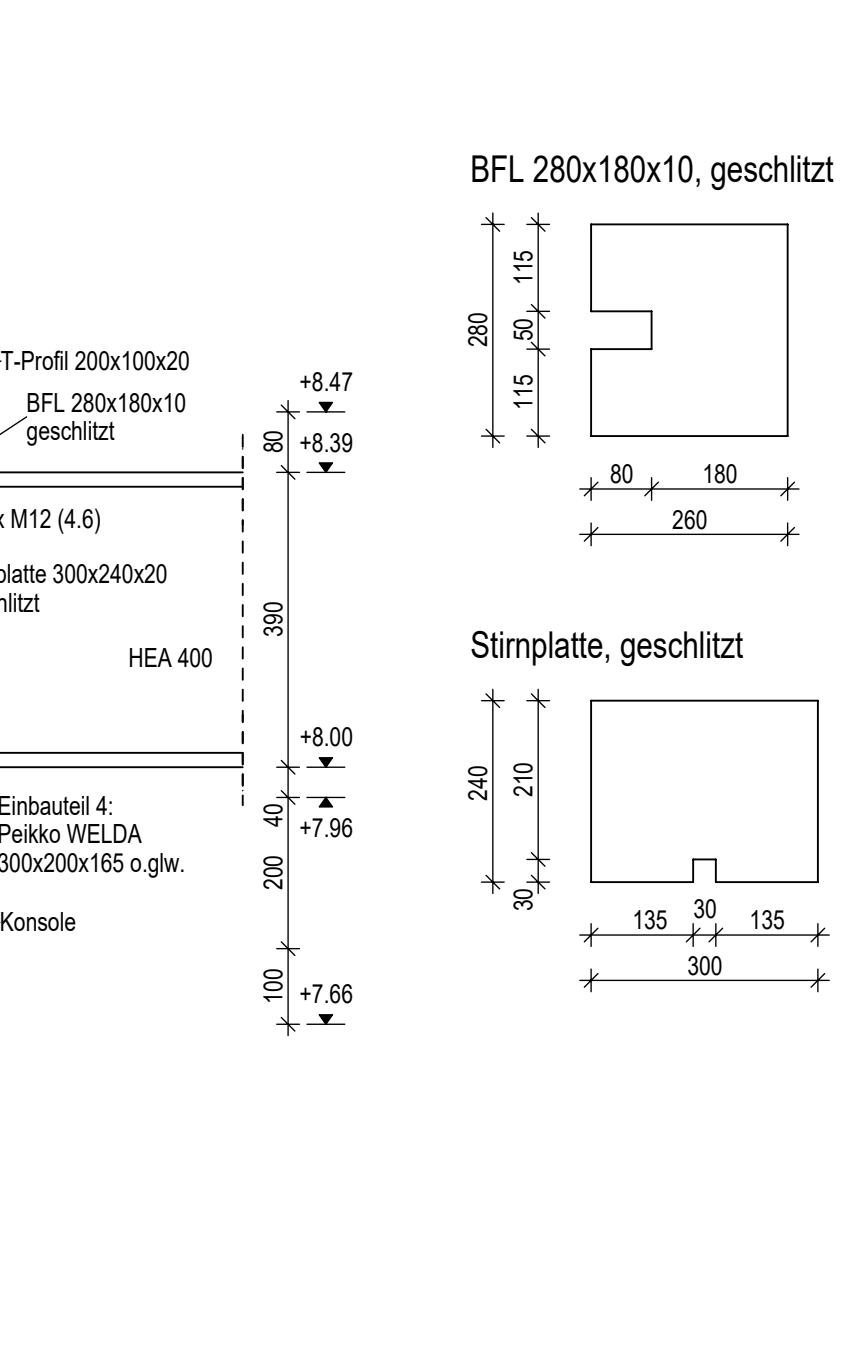 BFL 280x180x10, geschlitzt
115
50
115
280
80
180
260
-T-Profil 200x100x20
BFL 280x180x10
geschlitzt
x M12 (4.6)
platte 300x240x20
hlitzt
HEA 400
Einbauteil 4:
Peikko WELDA
300x200x165 o.glw.
-Konsole
+8.47
80
+8.39
390
+8.00
40
+7.96
200
100
+7.66
Stirnplatte, geschlitzt
240
210
30
135
30
135
300